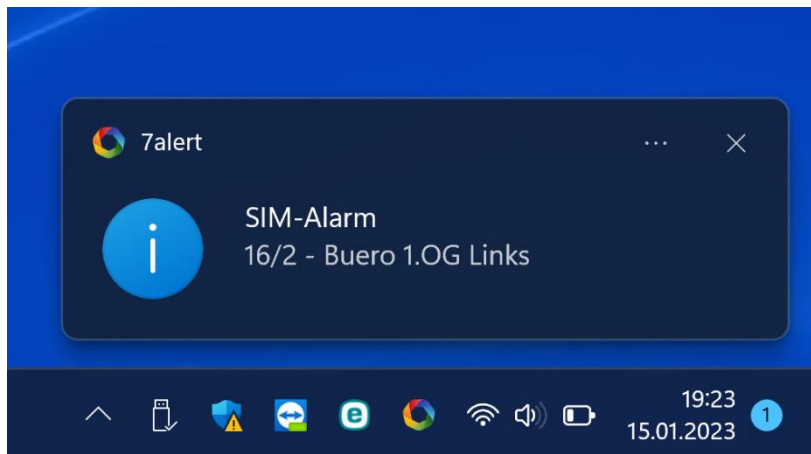 7alert
SIM-Alarm
16/2 - Buero 1.OG Links
19:23
15.01.2023
1